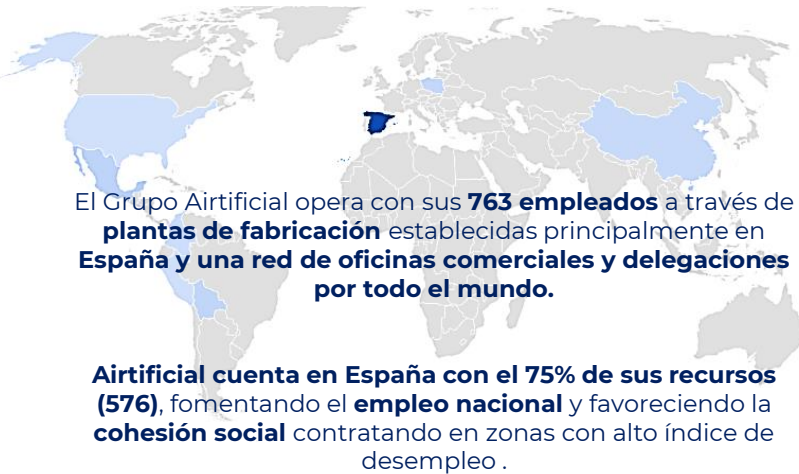 El Grupo Airtificial opera con sus 763 empleados a través de
plantas de fabricación establecidas principalmente en
España y una red de oficinas comerciales y delegaciones
por todo el mundo.
Airtificial cuenta en España con el 75% de sus recursos
(576), fomentando el empleo nacional y favoreciendo la
cohesión social contratando en zonas con alto índice de
desempleo .